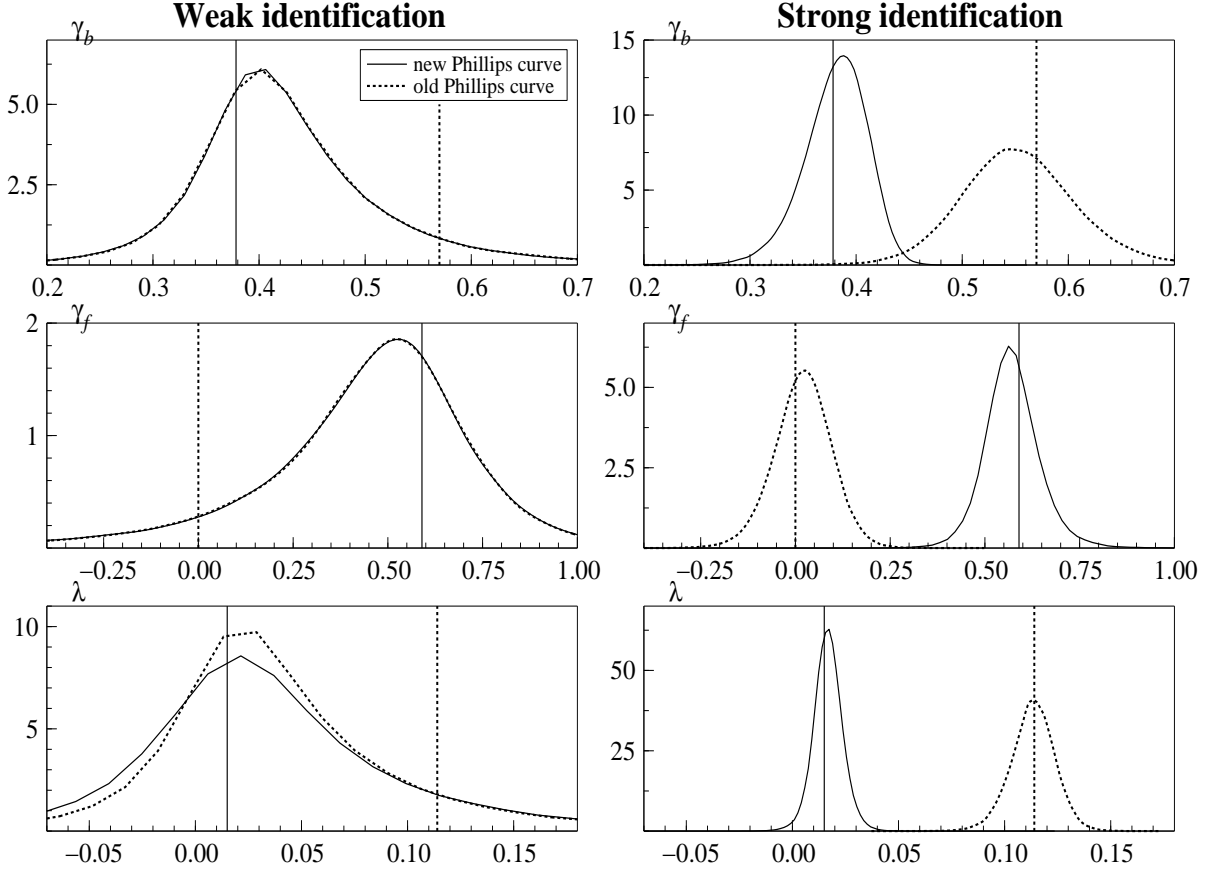 Weak identification
γb
new Phillips curve
old Phillips curve
5.0
2.5
0.2 0.3 0.4 0.5 0.6 0.7
Strong identification
γb
15
10
5
0.2 0.3 0.4 0.5 0.6 0.7
γf
2
1
−0.25 0.00 0.25 0.50 0.75 1.00
γf
5.0
2.5
−0.25 0.00 0.25 0.50 0.75 1.00
λ
10
5
−0.05 0.00 0.05 0.10 0.15
λ
50
25
−0.05 0.00 0.05 0.10 0.15